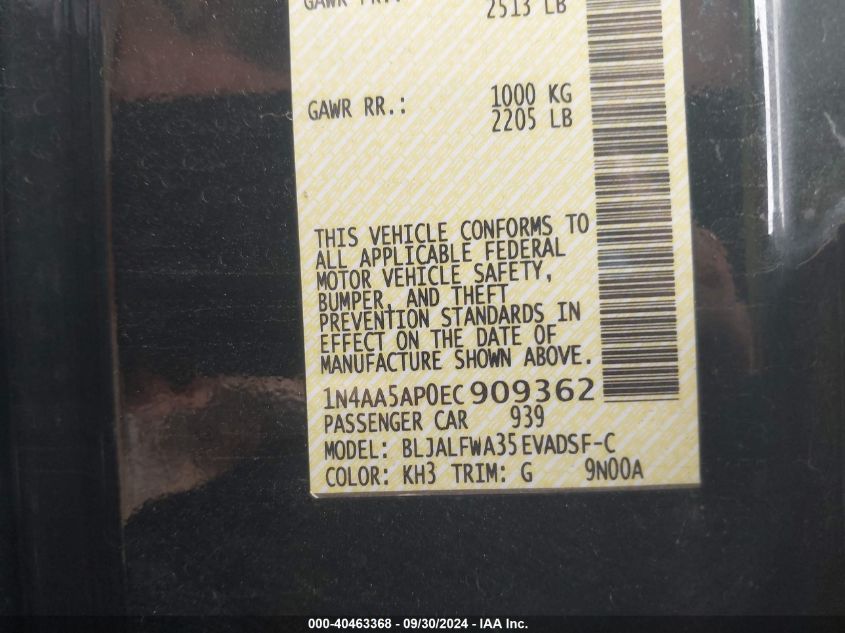 GAWR FR.:
2513 LB
GAWR RR.: 1000 KG
2205 LB
THIS VEHICLE CONFORMS TO
ALL APPLICABLE FEDERAL
MOTOR VEHICLE SAFETY,
BUMPER, AND THEFT
PREVENTION STANDARDS IN
EFFECT ON THE DATE OF
MANUFACTURE SHOWN ABOVE.
1N4AA5AP0EC909362
PASSENGER CAR 939
MODEL: BLJALFWA35EVADSF-C
COLOR: KH3 TRIM: G 9N00A
000-40463368 - 09/30/2024 - IAA Inc.